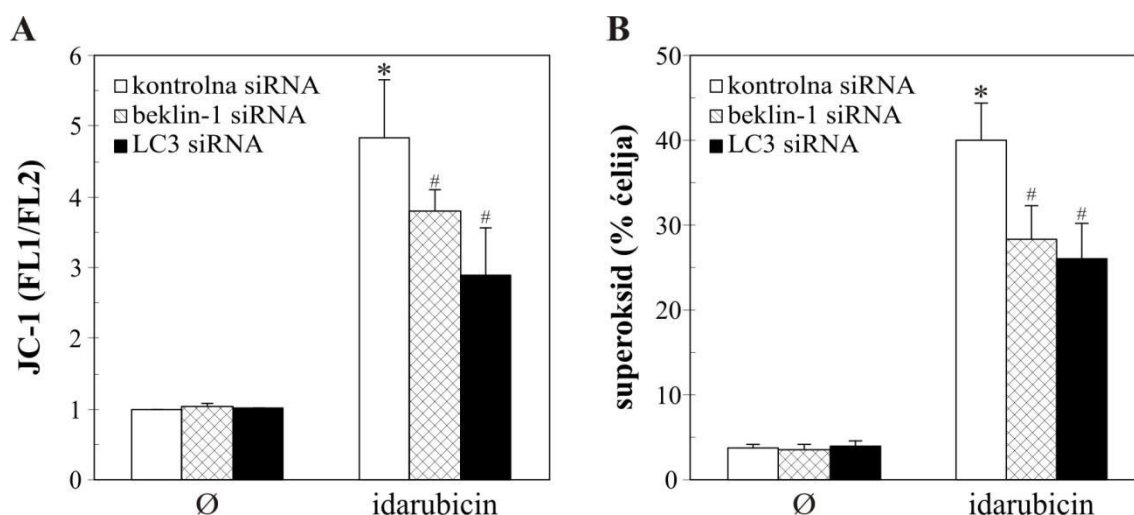 A
JC-1 (FL1/FL2)
6
5
4
3
2
1
0
kontrolna siRNA
beklin-1 siRNA
LC3 siRNA
*
#
#
Ø
idarubicin
B
superoksid (% ćelija)
50
40
30
20
10
0
kontrolna siRNA
beklin-1 siRNA
LC3 siRNA
*
#
#
Ø
idarubicin